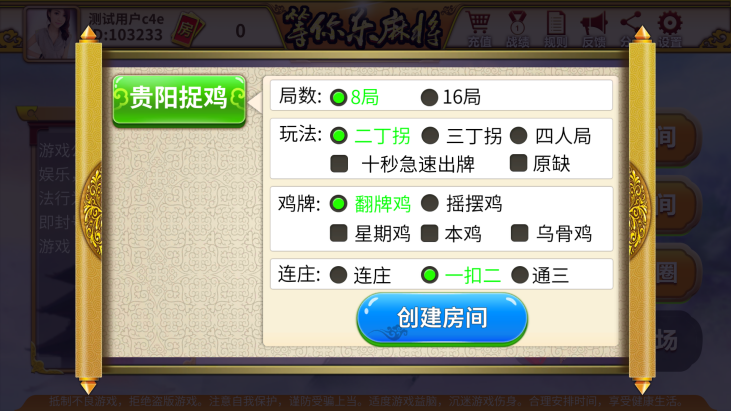 测试用户c4e
ID:103233
房
0
等你乐麻将
充值 战绩 规则 反馈 分 设置
贵阳捉鸡
局数: 8局 16局
玩法: 二丁拐 三丁拐 四人局
十秒急速出牌 原缺
鸡牌: 翻牌鸡 摇摆鸡
星期鸡 本鸡 乌骨鸡
连庄: 连庄 一扣二 通三
创建房间
游戏
娱乐
法行
即封
游戏
间
间
圈
场
抵制不良游戏，拒绝盗版游戏。注意自我保护，谨防受骗上当。适度游戏益脑，沉迷游戏伤身。合理安排时间，享受健康生活。